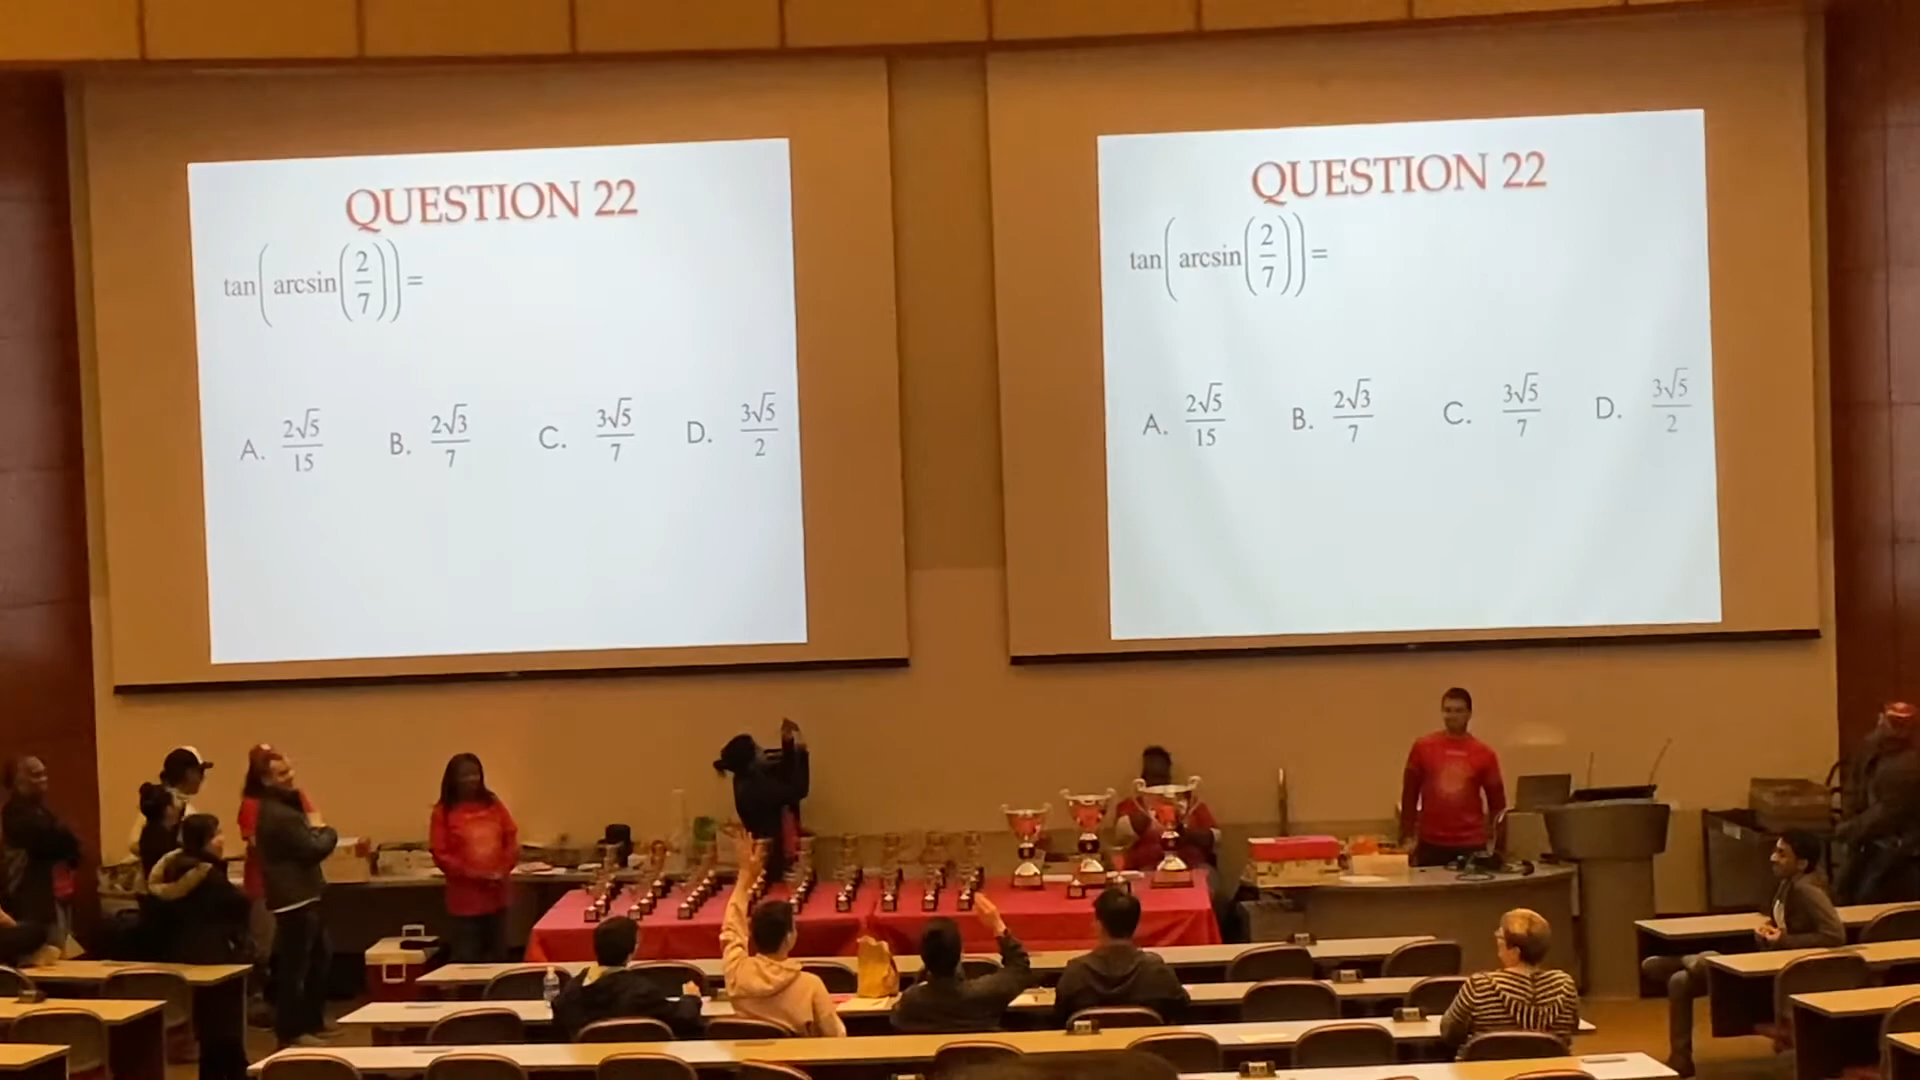 QUESTION 22
tan(arcsin(2/7))=
A. 2√5/15 B. 2√3/7 C. 3√5/7 D. 3√5/2
QUESTION 22
tan(arcsin(2/7))=
A. 2√5/15 B. 2√3/7 C. 3√5/7 D. 3√5/2